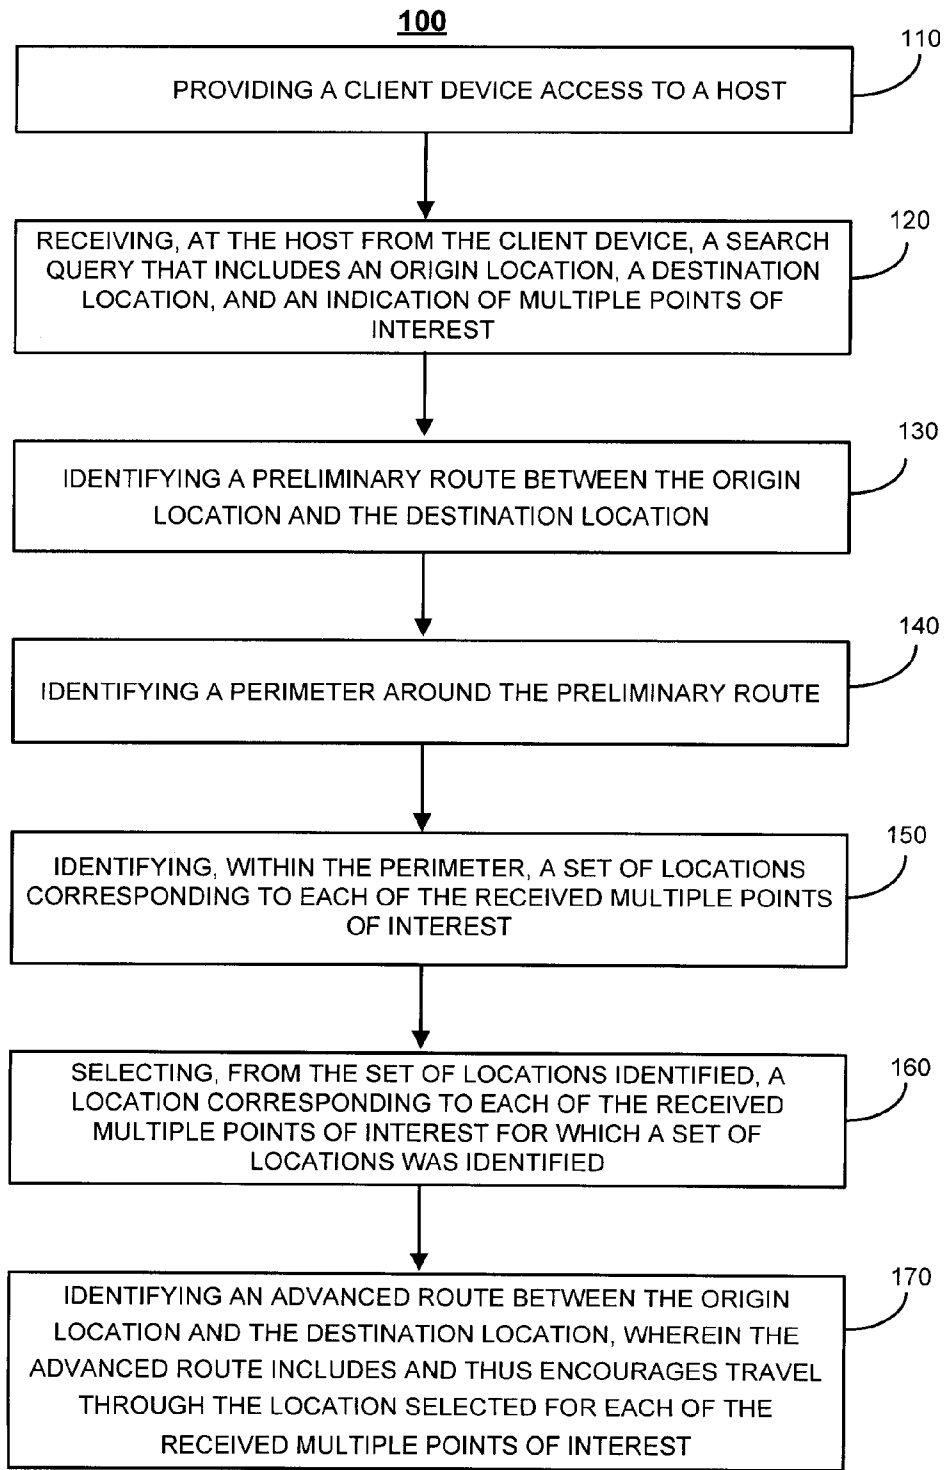 100
110
PROVIDING A CLIENT DEVICE ACCESS TO A HOST
120
RECEIVING, AT THE HOST FROM THE CLIENT DEVICE, A SEARCH
QUERY THAT INCLUDES AN ORIGIN LOCATION, A DESTINATION
LOCATION, AND AN INDICATION OF MULTIPLE POINTS OF
INTEREST
130
IDENTIFYING A PRELIMINARY ROUTE BETWEEN THE ORIGIN
LOCATION AND THE DESTINATION LOCATION
140
IDENTIFYING A PERIMETER AROUND THE PRELIMINARY ROUTE
150
IDENTIFYING, WITHIN THE PERIMETER, A SET OF LOCATIONS
CORRESPONDING TO EACH OF THE RECEIVED MULTIPLE POINTS
OF INTEREST
160
SELECTING, FROM THE SET OF LOCATIONS IDENTIFIED, A
LOCATION CORRESPONDING TO EACH OF THE RECEIVED
MULTIPLE POINTS OF INTEREST FOR WHICH A SET OF
LOCATIONS WAS IDENTIFIED
170
IDENTIFYING AN ADVANCED ROUTE BETWEEN THE ORIGIN
LOCATION AND THE DESTINATION LOCATION, WHEREIN THE
ADVANCED ROUTE INCLUDES AND THUS ENCOURAGES TRAVEL
THROUGH THE LOCATION SELECTED FOR EACH OF THE
RECEIVED MULTIPLE POINTS OF INTEREST